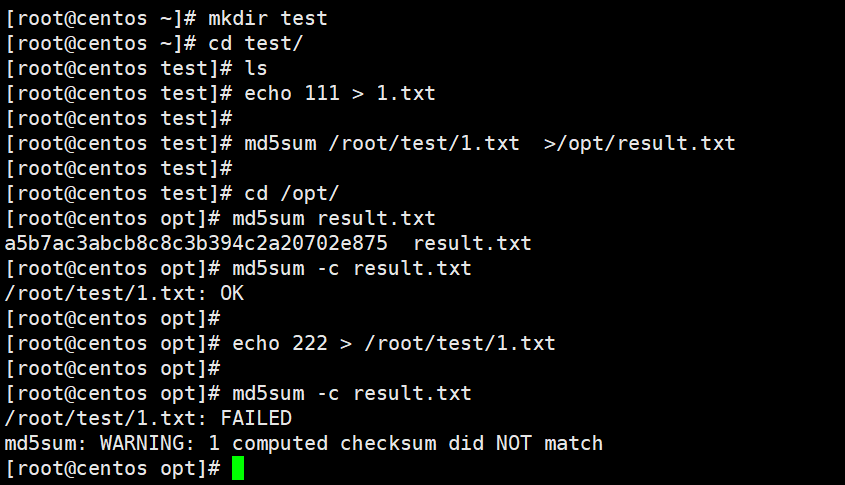 [root@centos ~]# mkdir test
[root@centos ~]# cd test/
[root@centos test]# ls
[root@centos test]# echo 111 > 1.txt
[root@centos test]#
[root@centos test]# md5sum /root/test/1.txt  >/opt/result.txt
[root@centos test]#
[root@centos test]# cd /opt/
[root@centos opt]# md5sum result.txt
a5b7ac3abcb8c8c3b394c2a20702e875  result.txt
[root@centos opt]# md5sum -c result.txt
/root/test/1.txt: OK
[root@centos opt]#
[root@centos opt]# echo 222 > /root/test/1.txt
[root@centos opt]#
[root@centos opt]# md5sum -c result.txt
/root/test/1.txt: FAILED
md5sum: WARNING: 1 computed checksum did NOT match
[root@centos opt]#